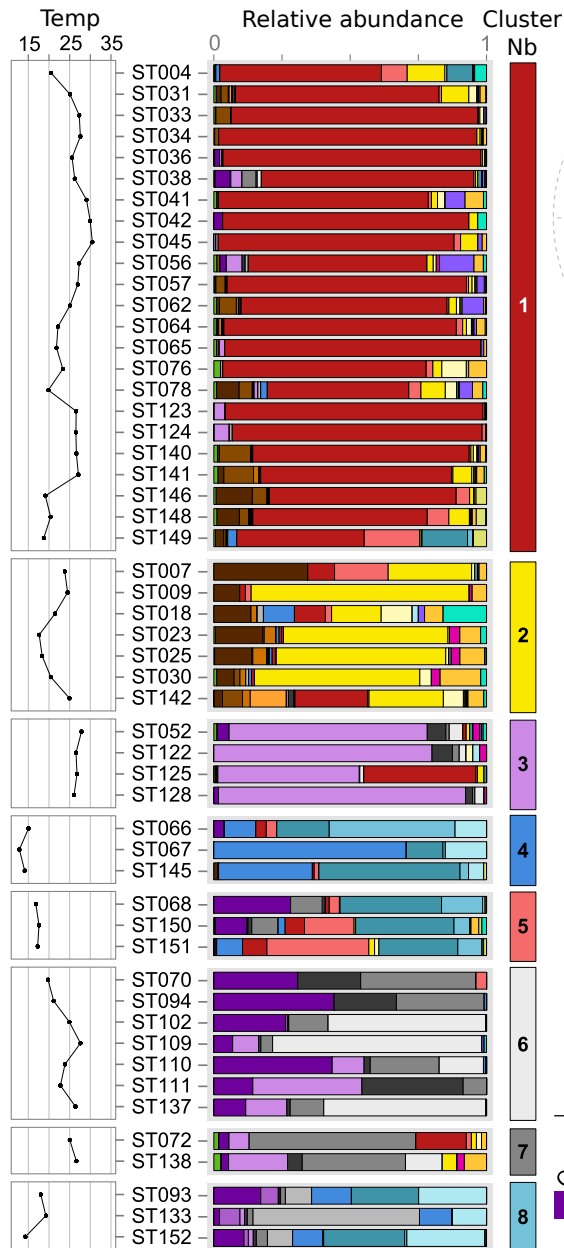 Temp Relative abundance Cluster
15 25 35 0 1 Nb
ST004
ST031
ST033
ST034
ST036
ST038
ST041
ST042
ST045
ST056
ST057
ST062
ST064
ST065
ST076
ST078
ST123
ST124
ST140
ST141
ST146
ST148
ST149
1
ST007
ST009
ST018
ST023
ST025
ST030
ST142
2
ST052
ST122
ST125
ST128
3
ST066
ST067
ST145
4
ST068
ST150
ST151
5
ST070
ST094
ST102
ST109
ST110
ST111
ST137
6
ST072
ST138
7
ST093
ST133
ST152
8